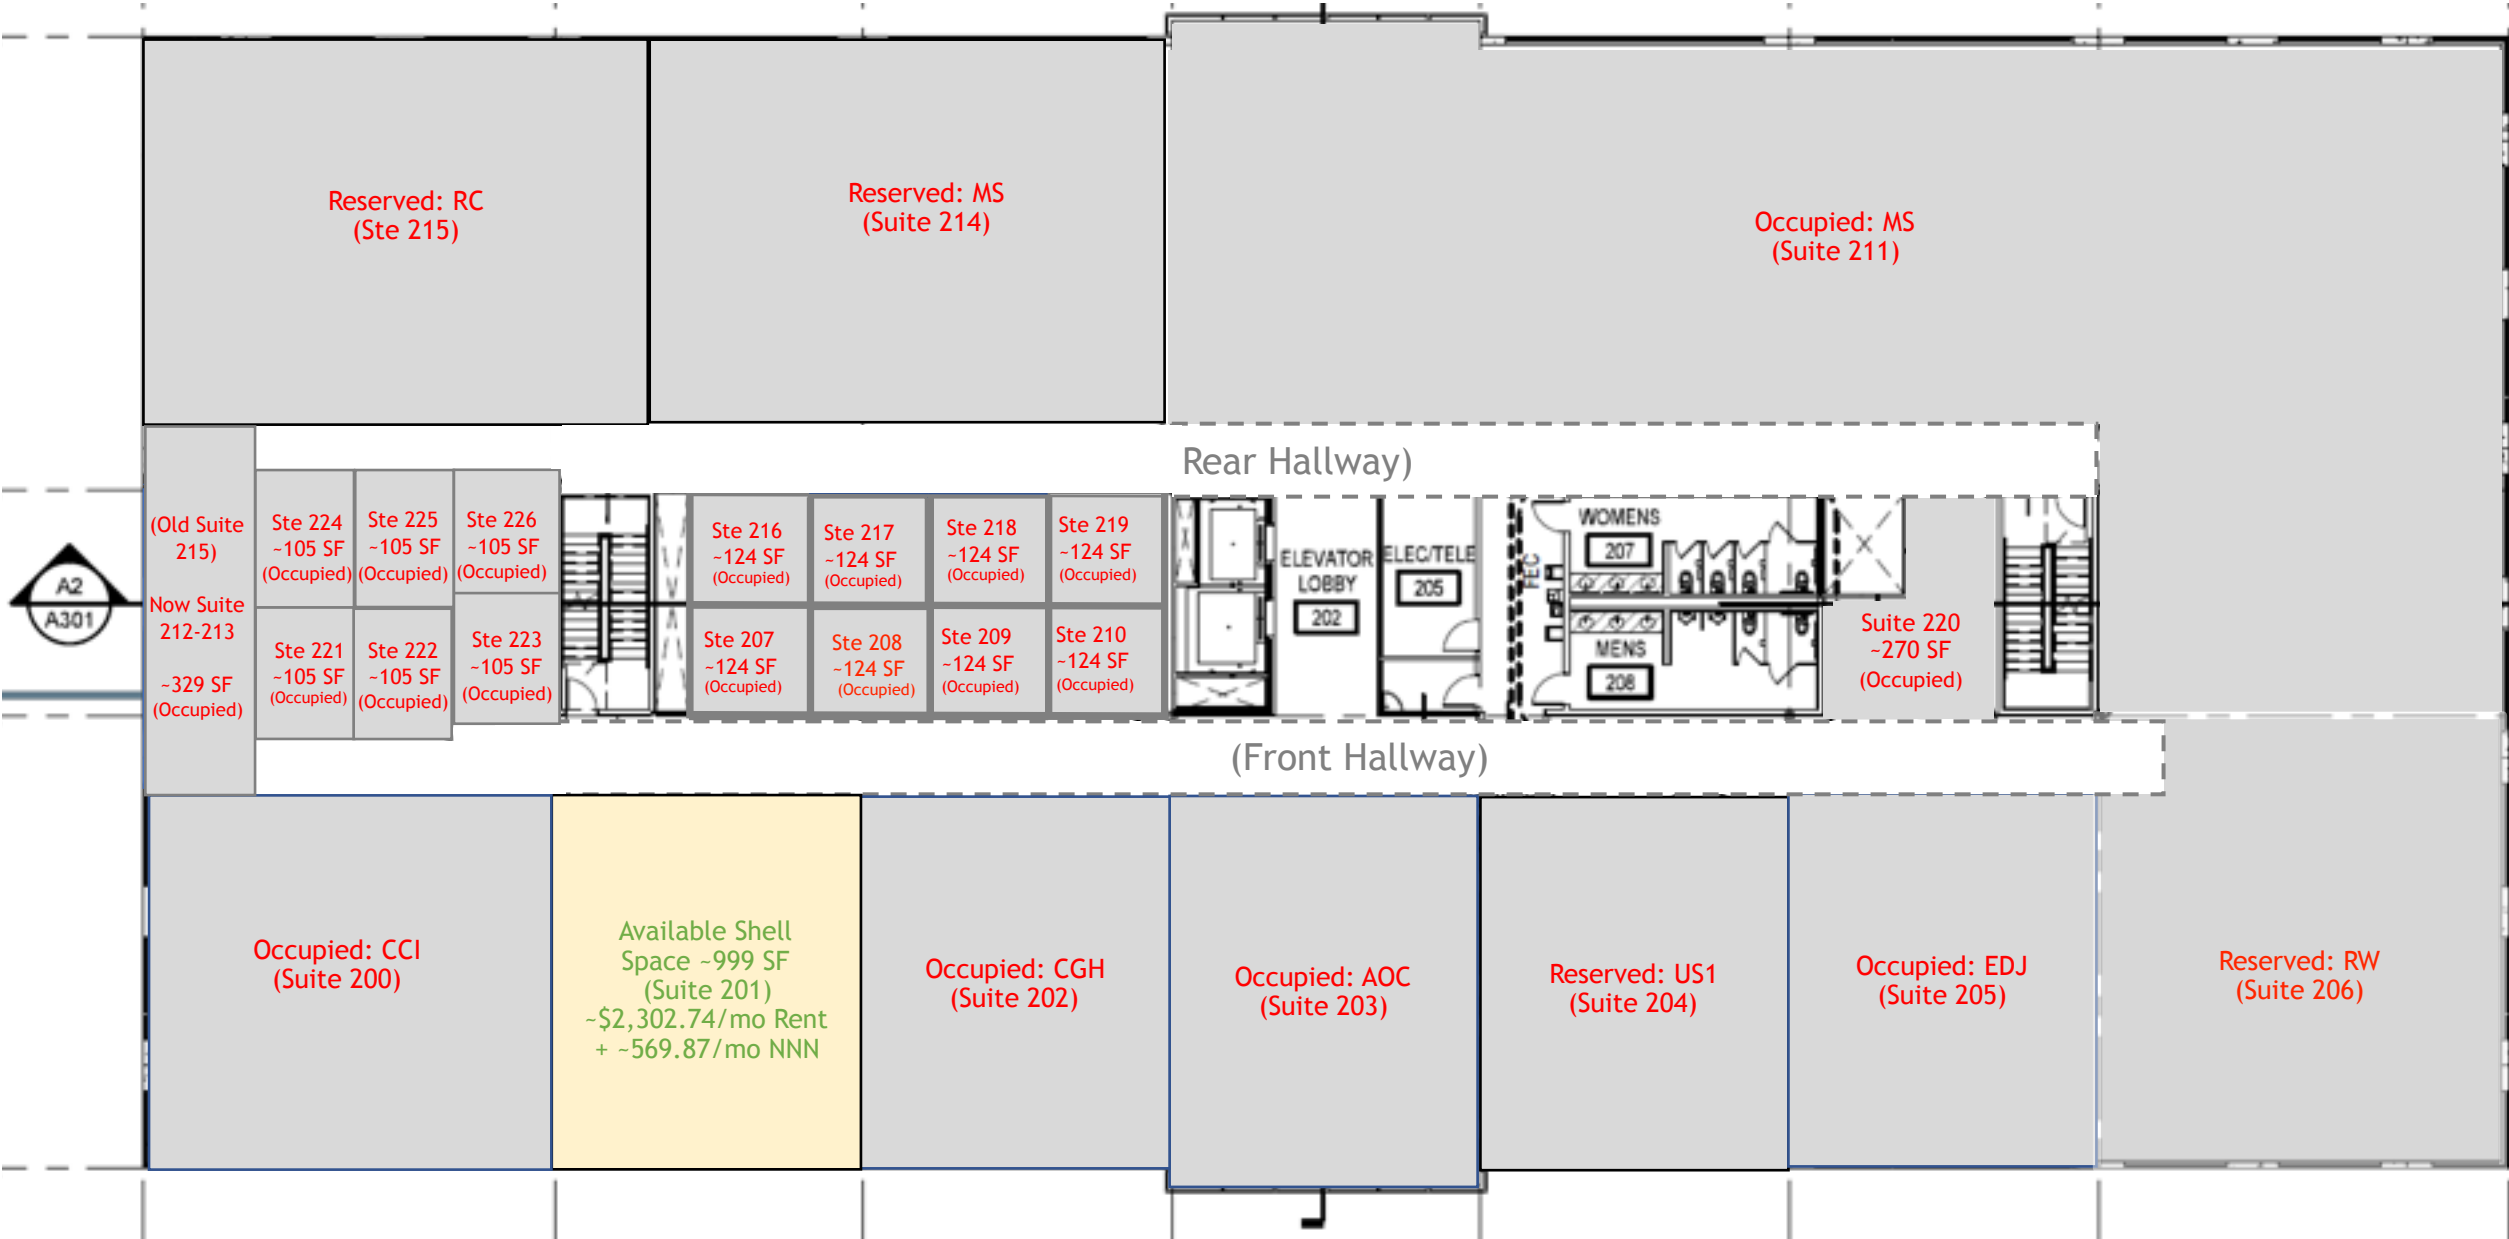 Reserved: RC
(Ste 215)
Reserved: MS
(Suite 214)
Occupied: MS
(Suite 211)
Rear Hallway)
(Old Suite
215)
Now Suite
212-213
~329 SF
(Occupied)
Ste 224
~105 SF
(Occupied)
Ste 225
~105 SF
(Occupied)
Ste 226
~105 SF
(Occupied)
Ste 221
~105 SF
(Occupied)
Ste 222
~105 SF
(Occupied)
Ste 223
~105 SF
(Occupied)
Ste 216
~124 SF
(Occupied)
Ste 217
~124 SF
(Occupied)
Ste 218
~124 SF
(Occupied)
Ste 219
~124 SF
(Occupied)
Ste 207
~124 SF
(Occupied)
Ste 208
~124 SF
(Occupied)
Ste 209
~124 SF
(Occupied)
Ste 210
~124 SF
(Occupied)
A2
A301
ELEVATOR
LOBBY
202
ELEC/TELE
205
FEC
WOMENS
207
MENS
208
Suite 220
~270 SF
(Occupied)
(Front Hallway)
Occupied: CCI
(Suite 200)
Available Shell
Space ~999 SF
(Suite 201)
~$2,302.74/mo Rent
+ ~569.87/mo NNN
Occupied: CGH
(Suite 202)
Occupied: AOC
(Suite 203)
Reserved: US1
(Suite 204)
Occupied: EDJ
(Suite 205)
Reserved: RW
(Suite 206)